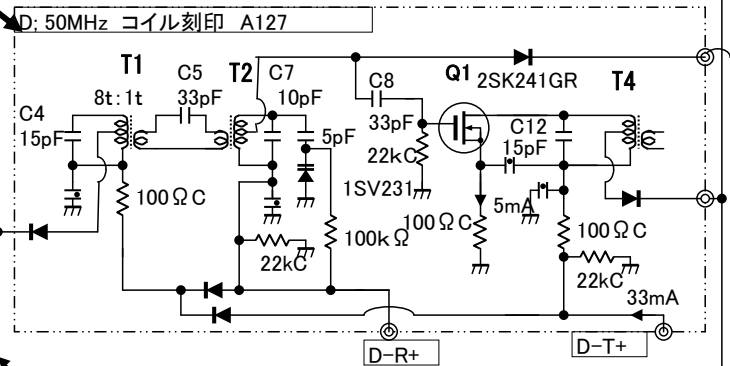 D; 50MHz コイル刻印 A127
T1
8t:1t
C4
15pF
C5
33pF
T2
C7
10pF
5pF
1SV231
C8
33pF
22kC
Q1
2SK241GR
T4
C12
15pF
100ΩC
22kC
100kΩ
100ΩC
5mA
100ΩC
22kC
33mA
D-R+
D-T+